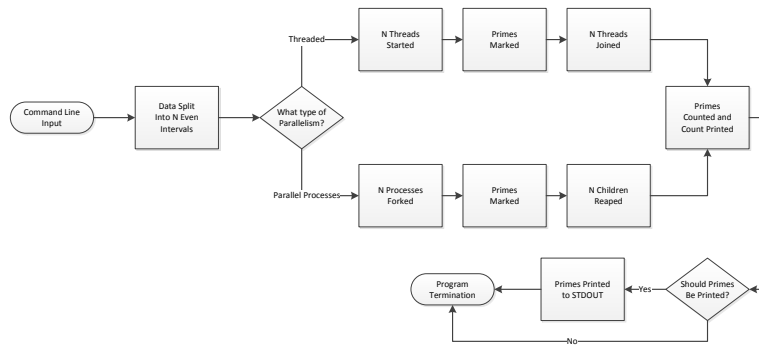 Threaded
N Threads
Started
Primes
Marked
N Threads
Joined
Command Line
Input
Data Split
Into N Even
Intervals
What type of
Parallelism?
Primes
Counted and
Count Printed
Parallel Processes
N Processes
Forked
Primes
Marked
N Children
Reaped
Program
Termination
Primes Printed
to STDOUT
Yes
Should Primes
Be Printed?
No